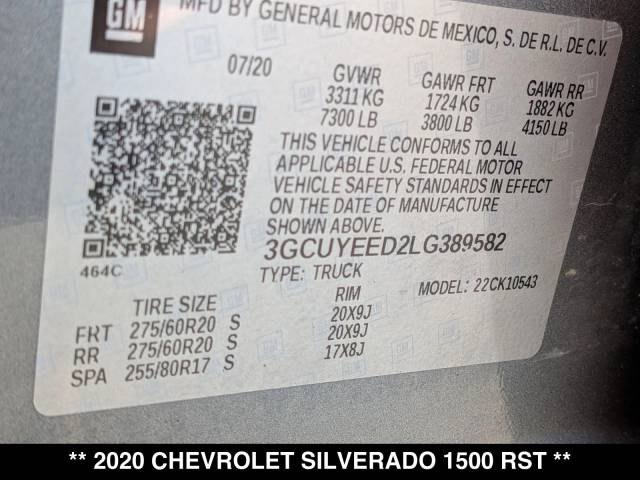 GM
MFD BY GENERAL MOTORS DE MEXICO, S. DE R.L. DE C.V.
07/20 GVWR GAWR FRT GAWR RR
3311 KG 1724 KG 1882 KG
7300 LB 3800 LB 4150 LB
THIS VEHICLE CONFORMS TO ALL
APPLICABLE U.S. FEDERAL MOTOR
VEHICLE SAFETY STANDARDS IN EFFECT
ON THE DATE OF MANUFACTURE
SHOWN ABOVE.
3GCUYEED2LG389582
464C
TYPE: TRUCK MODEL: 22CK10543
TIRE SIZE RIM
FRT 275/60R20 S 20X9J
RR 275/60R20 S 20X9J
SPA 255/80R17 S 17X8J
** 2020 CHEVROLET SILVERADO 1500 RST **